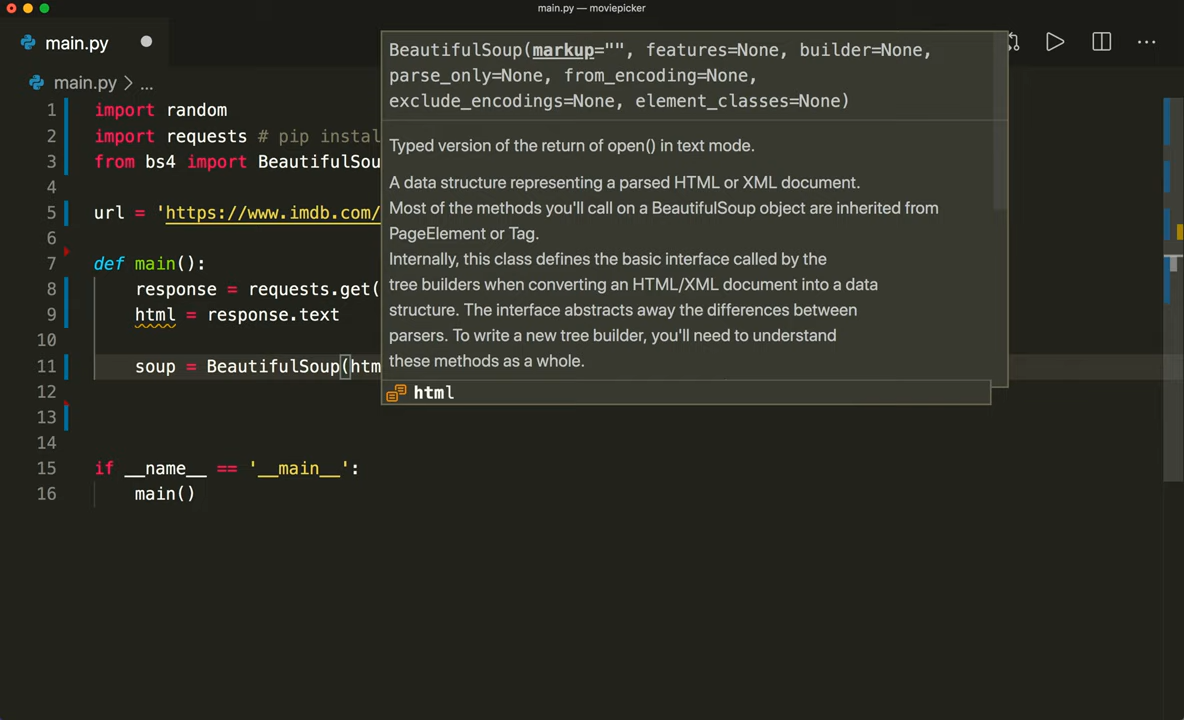 main.py — moviepicker
main.py
main.py > ...
BeautifulSoup(markup="", features=None, builder=None,
parse_only=None, from_encoding=None,
exclude_encodings=None, element_classes=None)
Typed version of the return of open() in text mode.
A data structure representing a parsed HTML or XML document.
Most of the methods you'll call on a BeautifulSoup object are inherited from
PageElement or Tag.
Internally, this class defines the basic interface called by the
tree builders when converting an HTML/XML document into a data
structure. The interface abstracts away the differences between
parsers. To write a new tree builder, you'll need to understand
these methods as a whole.
html
1 import random
2 import requests # pip instal
3 from bs4 import BeautifulSou
4
5 url = 'https://www.imdb.com/
6
7 def main():
8 response = requests.get(
9 html = response.text
10
11 soup = BeautifulSoup(htm
12
13
14
15 if __name__ == '__main__':
16 main()